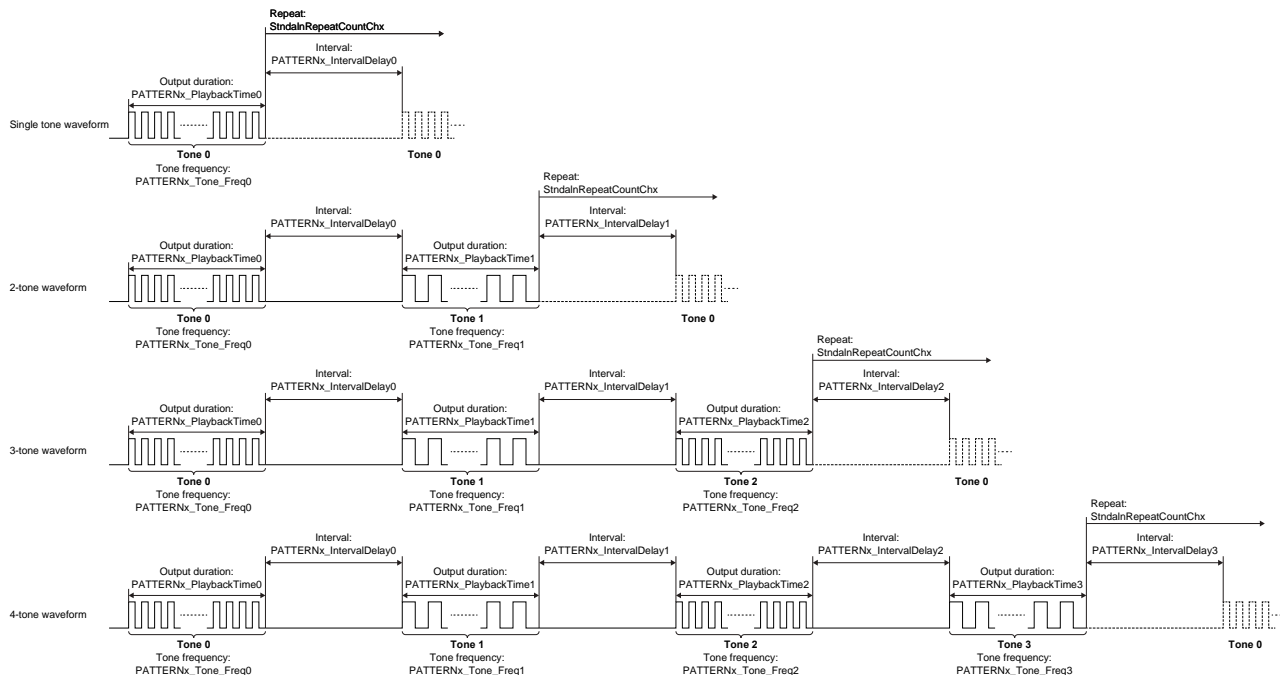 Repeat:
StndalnRepeatCountChx
Interval:
PATTERNx_IntervalDelay0
Output duration:
PATTERNx_PlaybackTime0
Single tone waveform
Tone 0
Tone 0
Tone frequency:
PATTERNx_Tone_Freq0
Repeat:
StndalnRepeatCountChx
Interval:
PATTERNx_IntervalDelay0
Interval:
PATTERNx_IntervalDelay1
Output duration:
PATTERNx_PlaybackTime0
Output duration:
PATTERNx_PlaybackTime1
2-tone waveform
Tone 0
Tone 1
Tone 0
Tone frequency:
PATTERNx_Tone_Freq0
Tone frequency:
PATTERNx_Tone_Freq1
Repeat:
StndalnRepeatCountChx
Interval:
PATTERNx_IntervalDelay0
Interval:
PATTERNx_IntervalDelay1
Interval:
PATTERNx_IntervalDelay2
Output duration:
PATTERNx_PlaybackTime0
Output duration:
PATTERNx_PlaybackTime1
Output duration:
PATTERNx_PlaybackTime2
3-tone waveform
Tone 0
Tone 1
Tone 2
Tone 0
Tone frequency:
PATTERNx_Tone_Freq0
Tone frequency:
PATTERNx_Tone_Freq1
Tone frequency:
PATTERNx_Tone_Freq2
Repeat:
StndalnRepeatCountChx
Interval:
PATTERNx_IntervalDelay0
Interval:
PATTERNx_IntervalDelay1
Interval:
PATTERNx_IntervalDelay2
Interval:
PATTERNx_IntervalDelay3
Output duration:
PATTERNx_PlaybackTime0
Output duration:
PATTERNx_PlaybackTime1
Output duration:
PATTERNx_PlaybackTime2
Output duration:
PATTERNx_PlaybackTime3
4-tone waveform
Tone 0
Tone 1
Tone 2
Tone 3
Tone 0
Tone frequency:
PATTERNx_Tone_Freq0
Tone frequency:
PATTERNx_Tone_Freq1
Tone frequency:
PATTERNx_Tone_Freq2
Tone frequency:
PATTERNx_Tone_Freq3